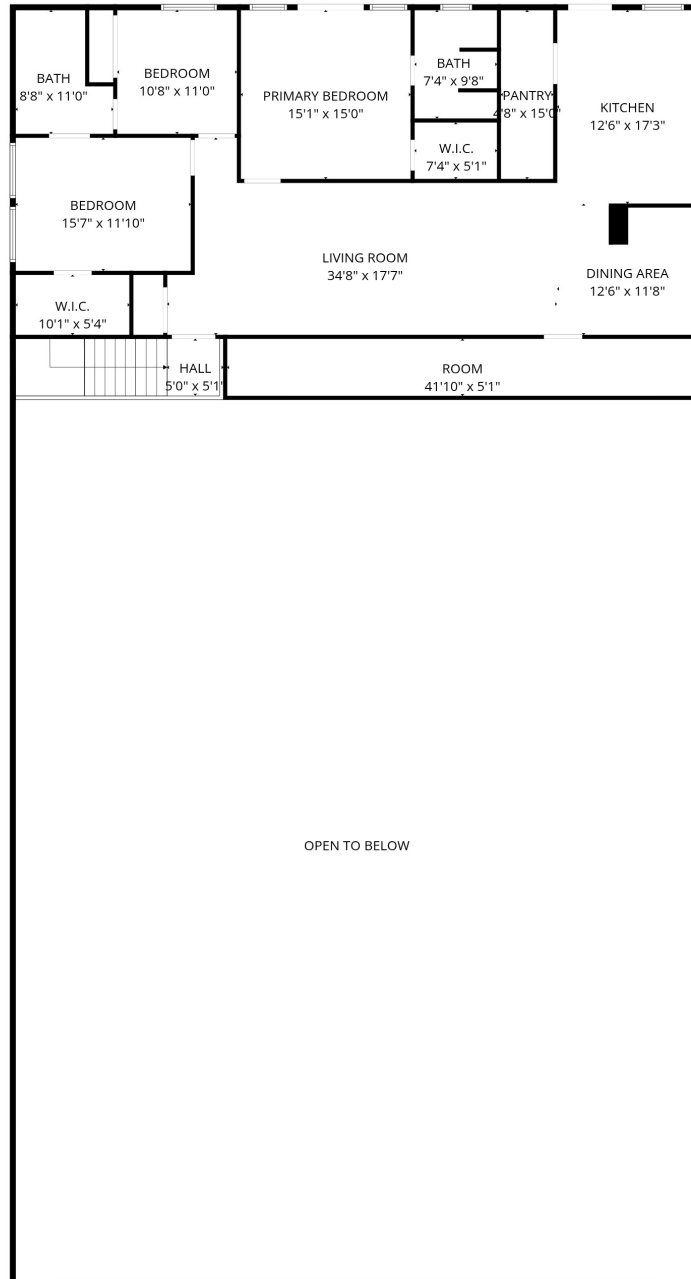 BATH
8'8" x 11'0"
BEDROOM
10'8" x 11'0"
PRIMARY BEDROOM
15'1" x 15'0"
BATH
7'4" x 9'8"
PANTRY
4'8" x 15'0"
KITCHEN
12'6" x 17'3"
W.I.C.
7'4" x 5'1"
BEDROOM
15'7" x 11'10"
LIVING ROOM
34'8" x 17'7"
DINING AREA
12'6" x 11'8"
W.I.C.
10'1" x 5'4"
HALL
5'0" x 5'1"
ROOM
41'10" x 5'1"
OPEN TO BELOW